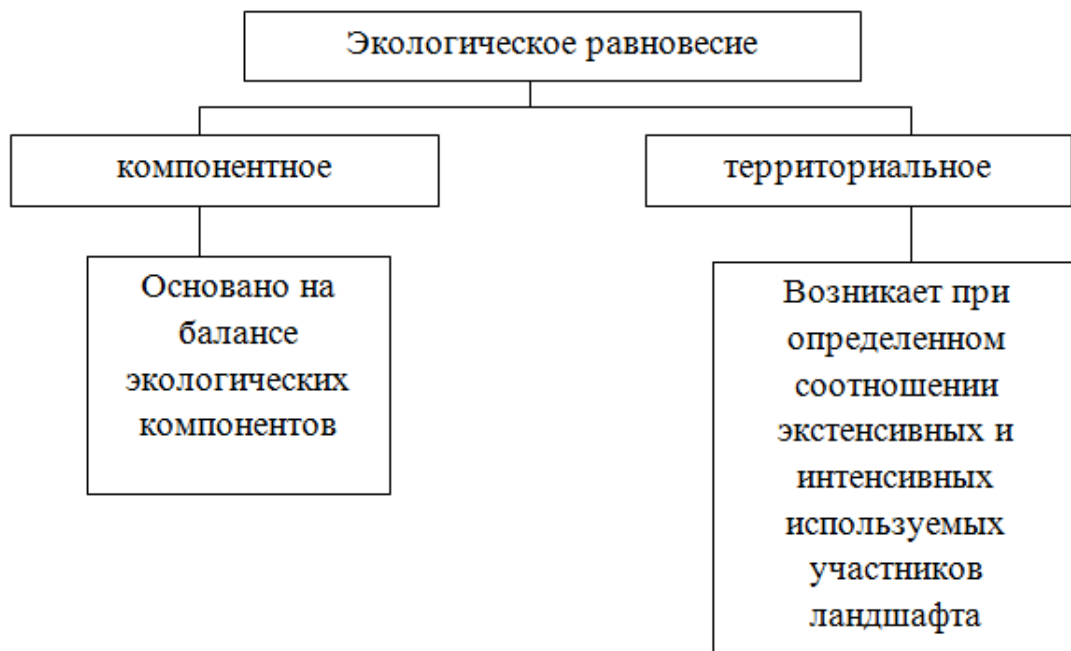 Экологическое равновесие
компонентное
территориальное
Основано на
балансе
экологических
компонентов
Возникает при
определенном
соотношении
экстенсивных и
интенсивных
используемых
участников
ландшафта